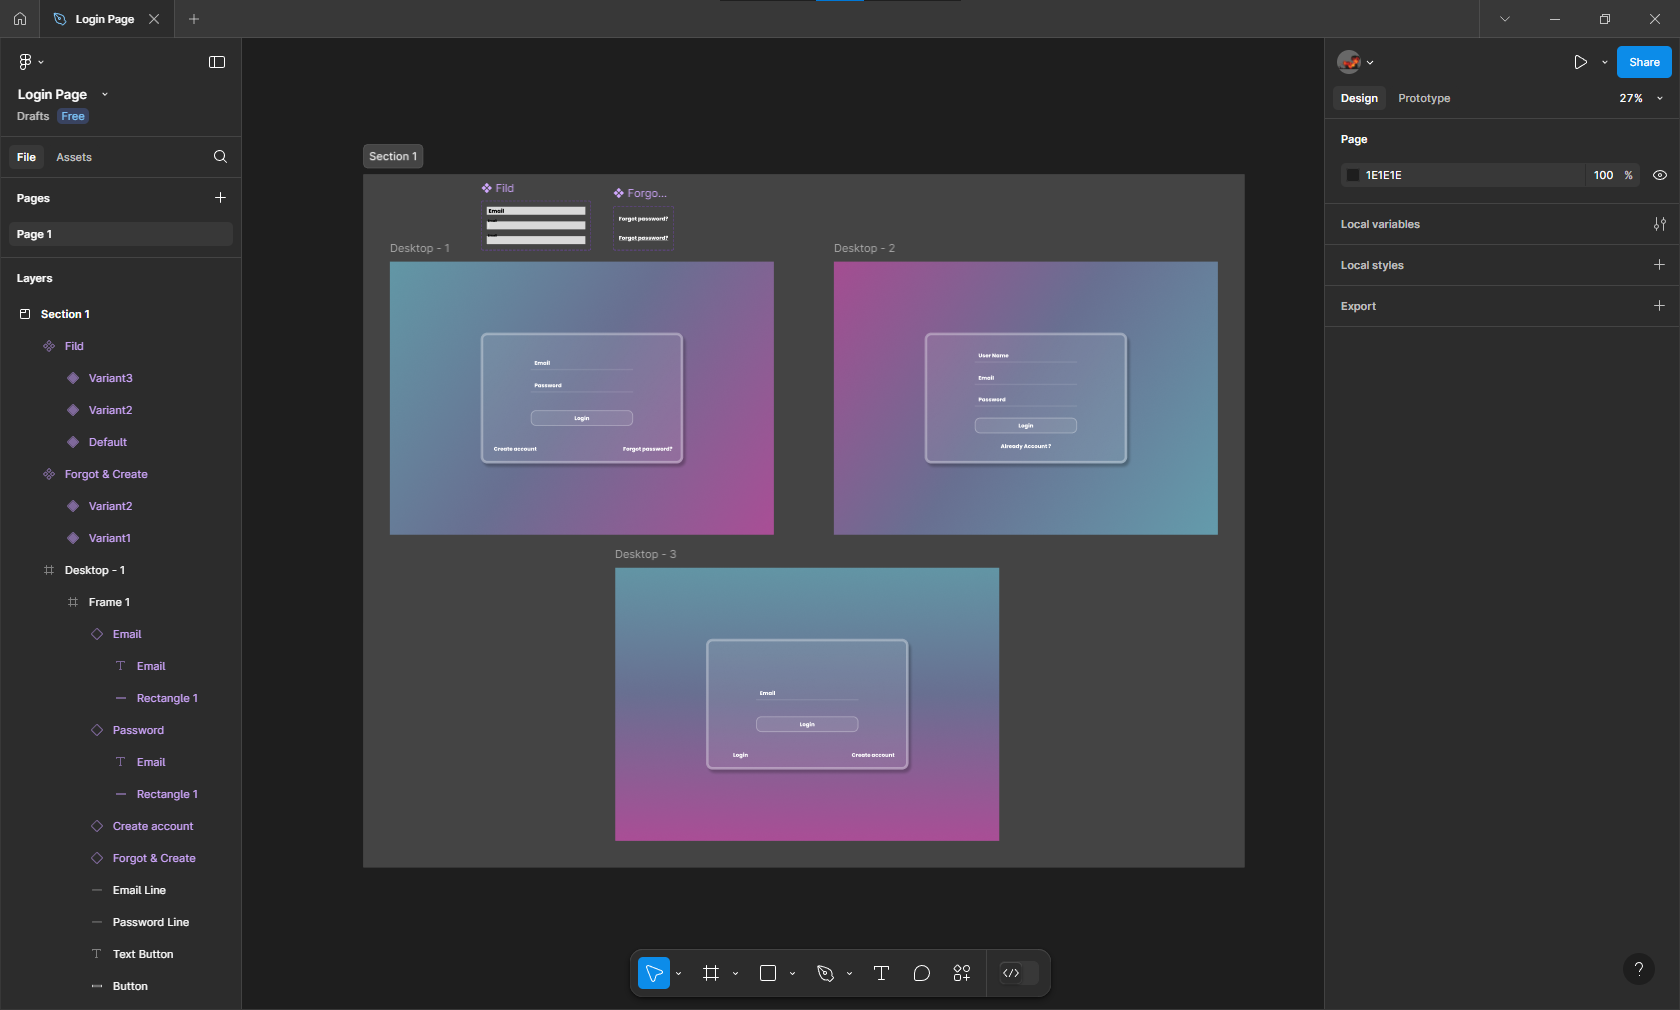 Login Page
Login Page
Drafts Free
File Assets
Pages
Page 1
Layers
Section 1
Fild
Variant3
Variant2
Default
Forgot & Create
Variant2
Variant1
Desktop - 1
Frame 1
Email
Email
Rectangle 1
Password
Email
Rectangle 1
Create account
Forgot & Create
Email Line
Password Line
Text Button
Button
Section 1
Fild
Forgo...
Email
Forgot password?
Forgot password?
Desktop - 1
Email
Password
Login
Create account
Forgot password?
Desktop - 2
User Name
Email
Password
Login
Already Account ?
Desktop - 3
Email
Login
Login
Create account
Share
Design Prototype 27%
Page
1E1E1E 100 %
Local variables
Local styles
Export
?